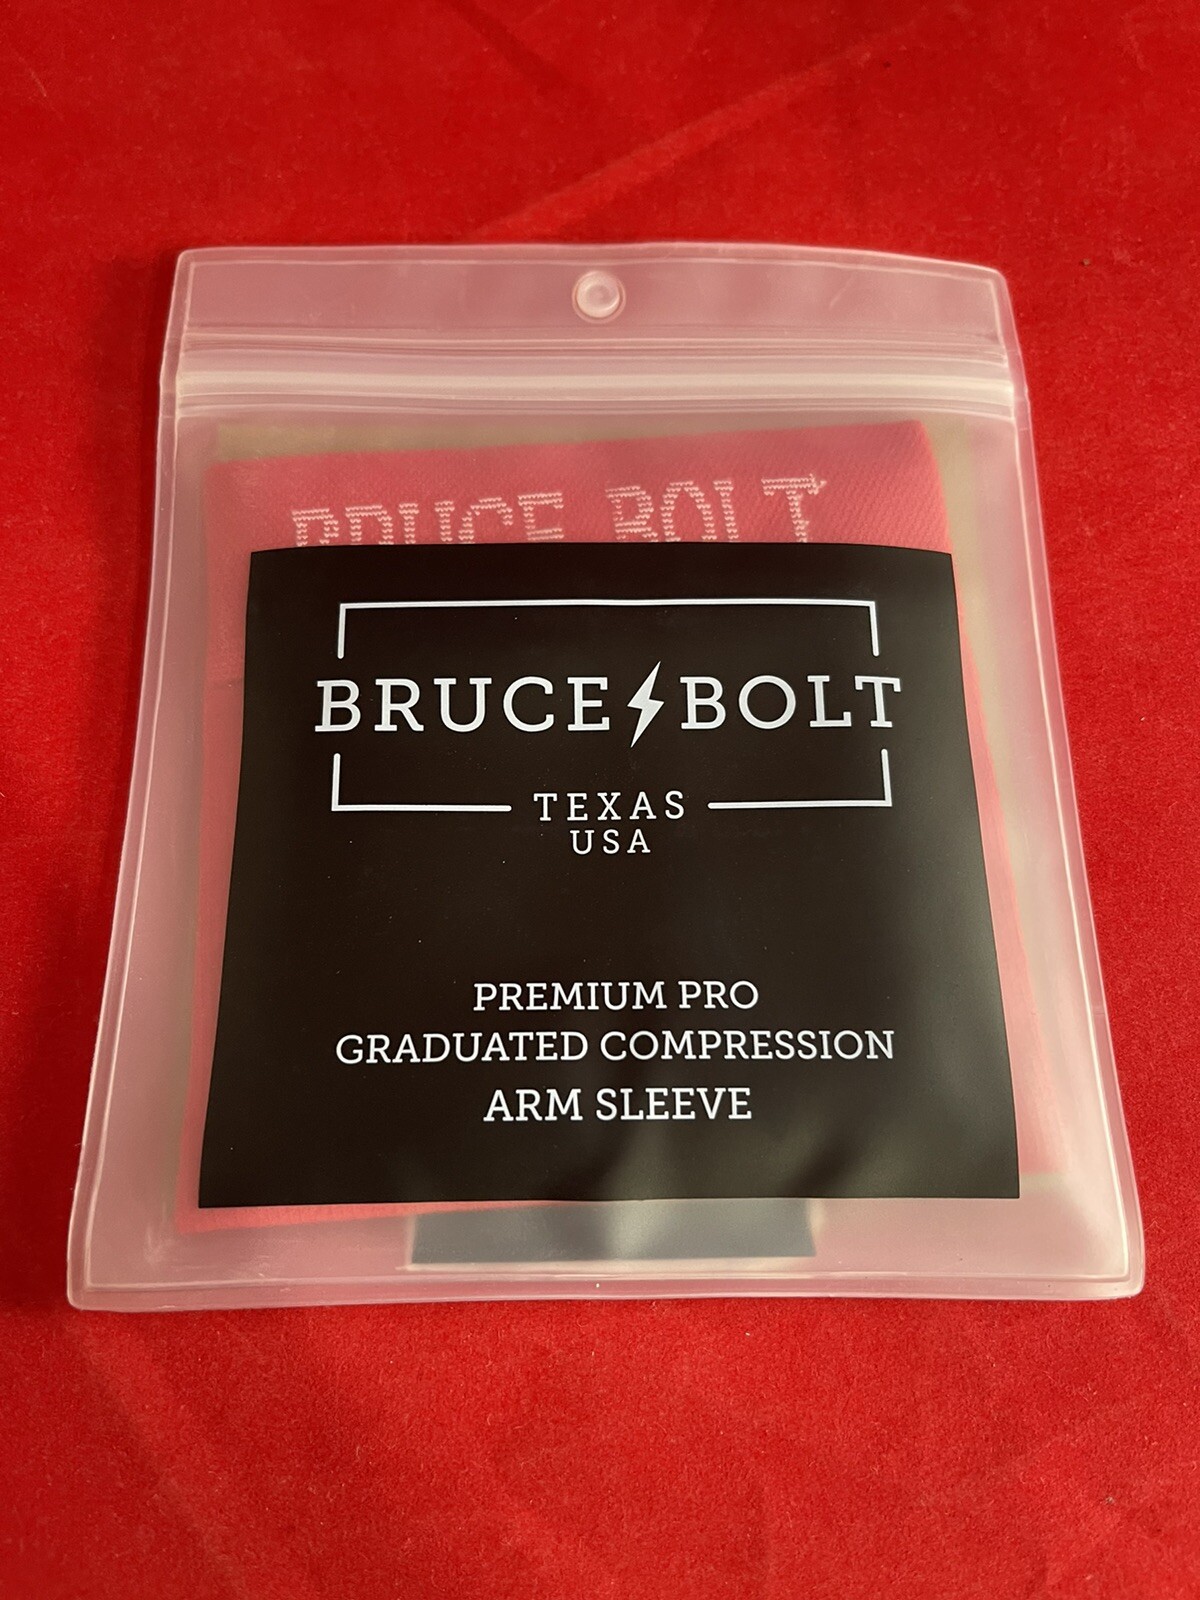 BRUCE BOLT
BRUCE BOLT
TEXAS
USA
PREMIUM PRO
GRADUATED COMPRESSION
ARM SLEEVE